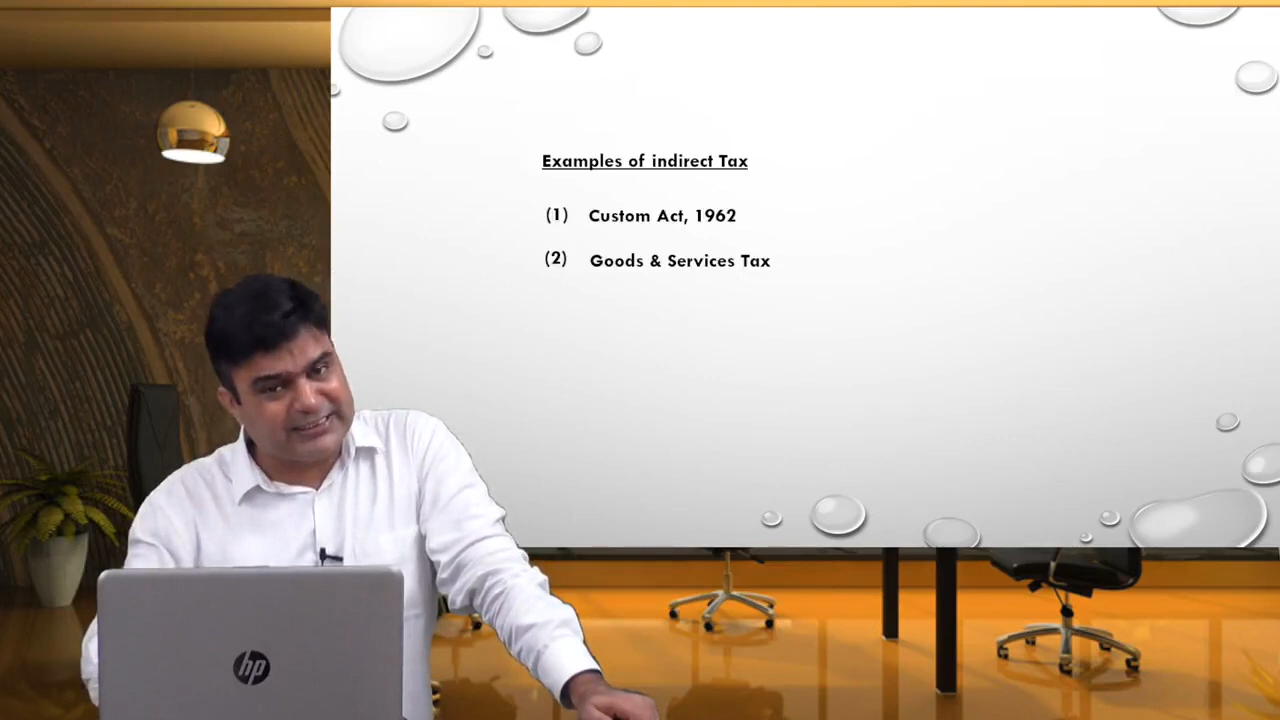 Examples of indirect Tax
(1) Custom Act, 1962
(2) Goods & Services Tax
hp